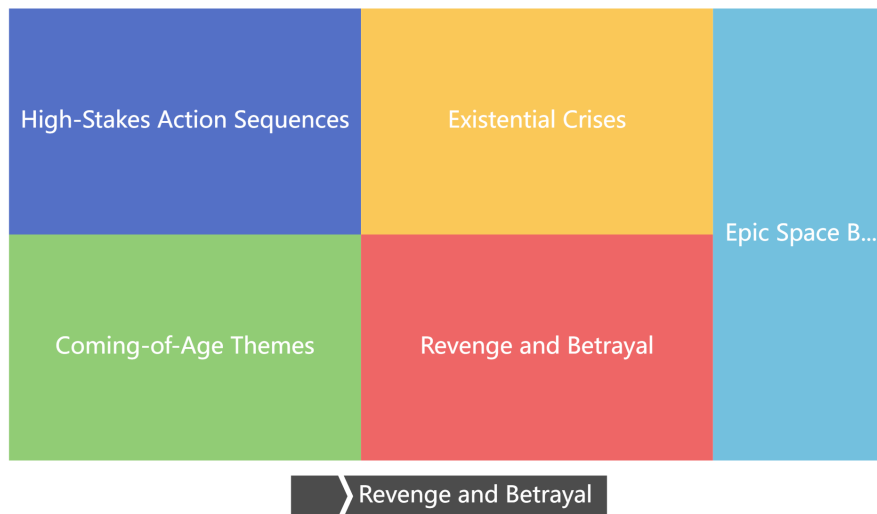 High-Stakes Action Sequences
Existential Crises
Epic Space B...
Coming-of-Age Themes
Revenge and Betrayal
Revenge and Betrayal